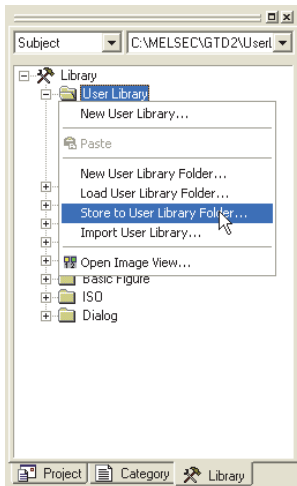 Subject
G:\MELSEC\GTD2\Userl
Library
User Library
New User Library...
Paste
New User Library Folder...
Load User Library Folder...
Store to User Library Folder...
Import User Library...
Open Image View...
Basic Figure
ISO
Dialog
Project
Category
Library